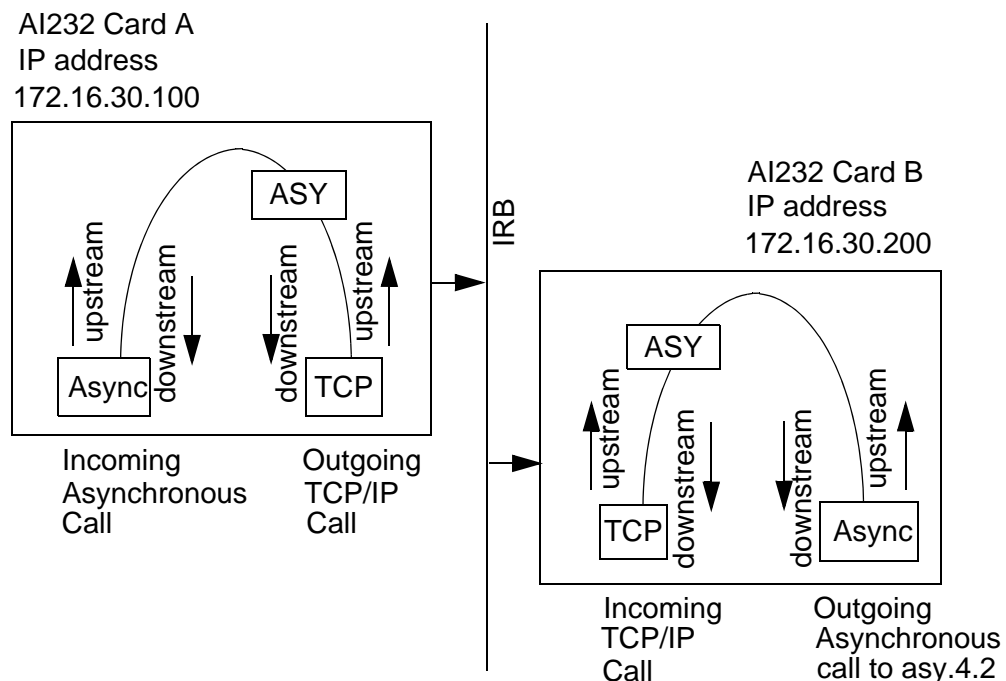 AI232 Card A
IP address
172.16.30.100
ASY
upstream
downstream
downstream
upstream
Async
TCP
Incoming
Asynchronous
Call
Outgoing
TCP/IP
Call
IRB
AI232 Card B
IP address
172.16.30.200
ASY
upstream
downstream
downstream
upstream
TCP
Async
Incoming
TCP/IP
Call
Outgoing
Asynchronous
call to asy.4.2